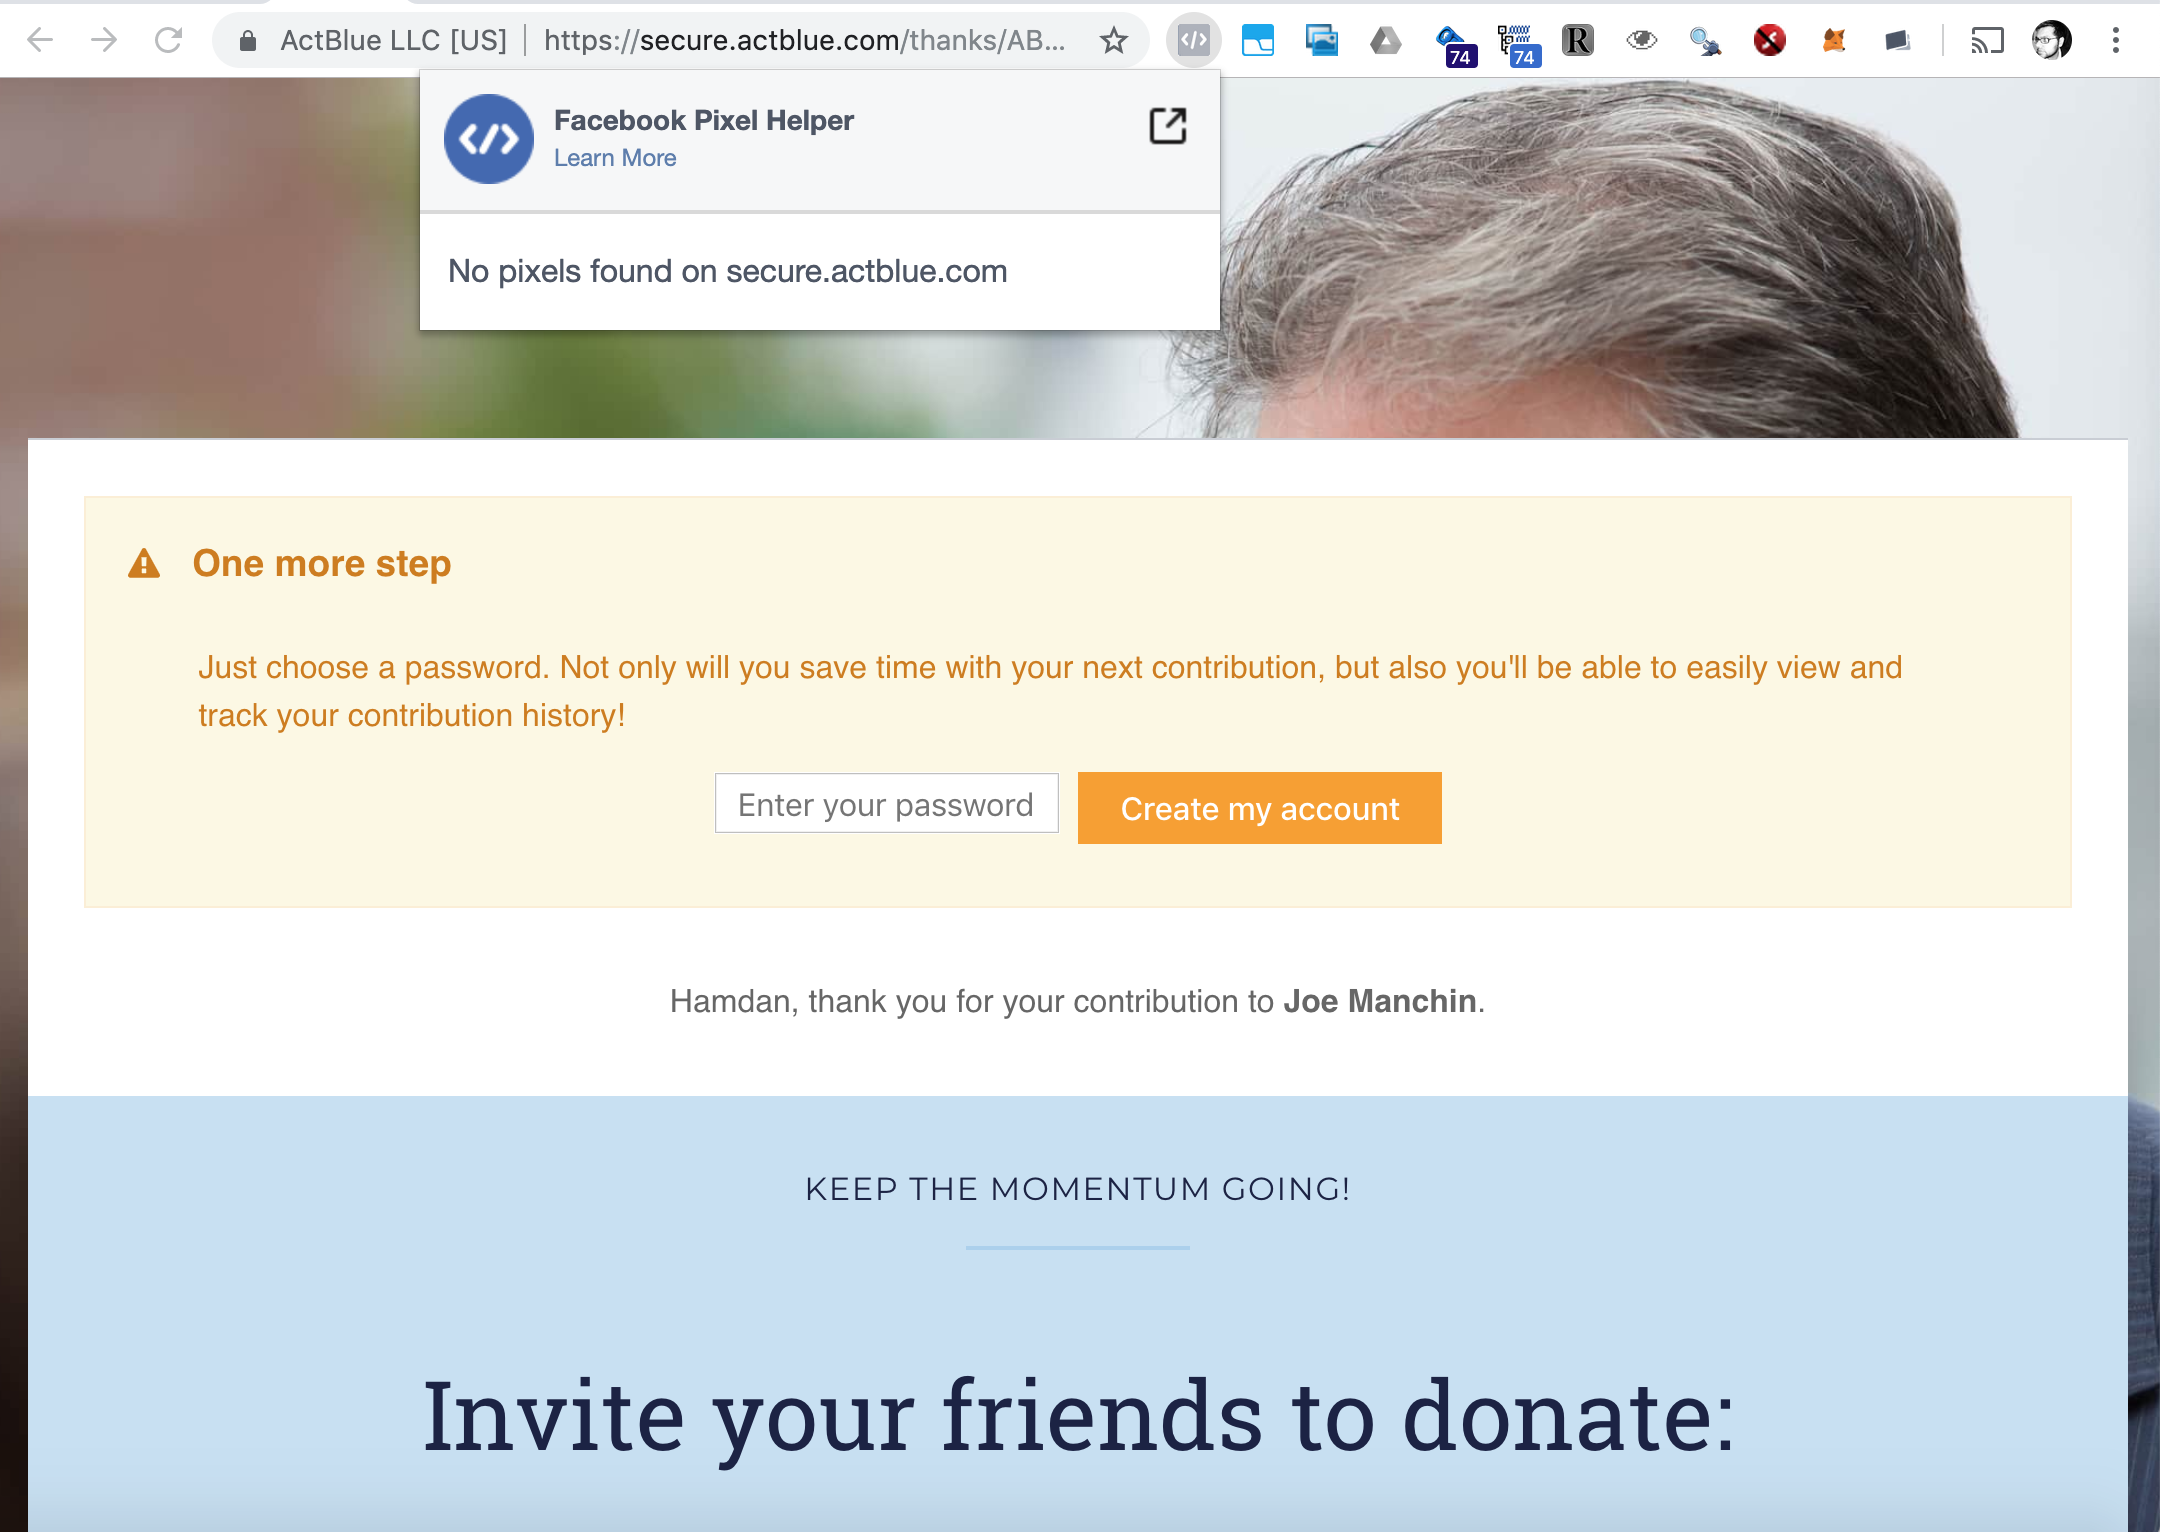 ActBlue LLC [US] | https://secure.actblue.com/thanks/AB...
74
74
R
Facebook Pixel Helper
Learn More
No pixels found on secure.actblue.com
One more step
Just choose a password. Not only will you save time with your next contribution, but also you'll be able to easily view and
track your contribution history!
Enter your password
Create my account
Hamdan, thank you for your contribution to Joe Manchin.
KEEP THE MOMENTUM GOING!
Invite your friends to donate: